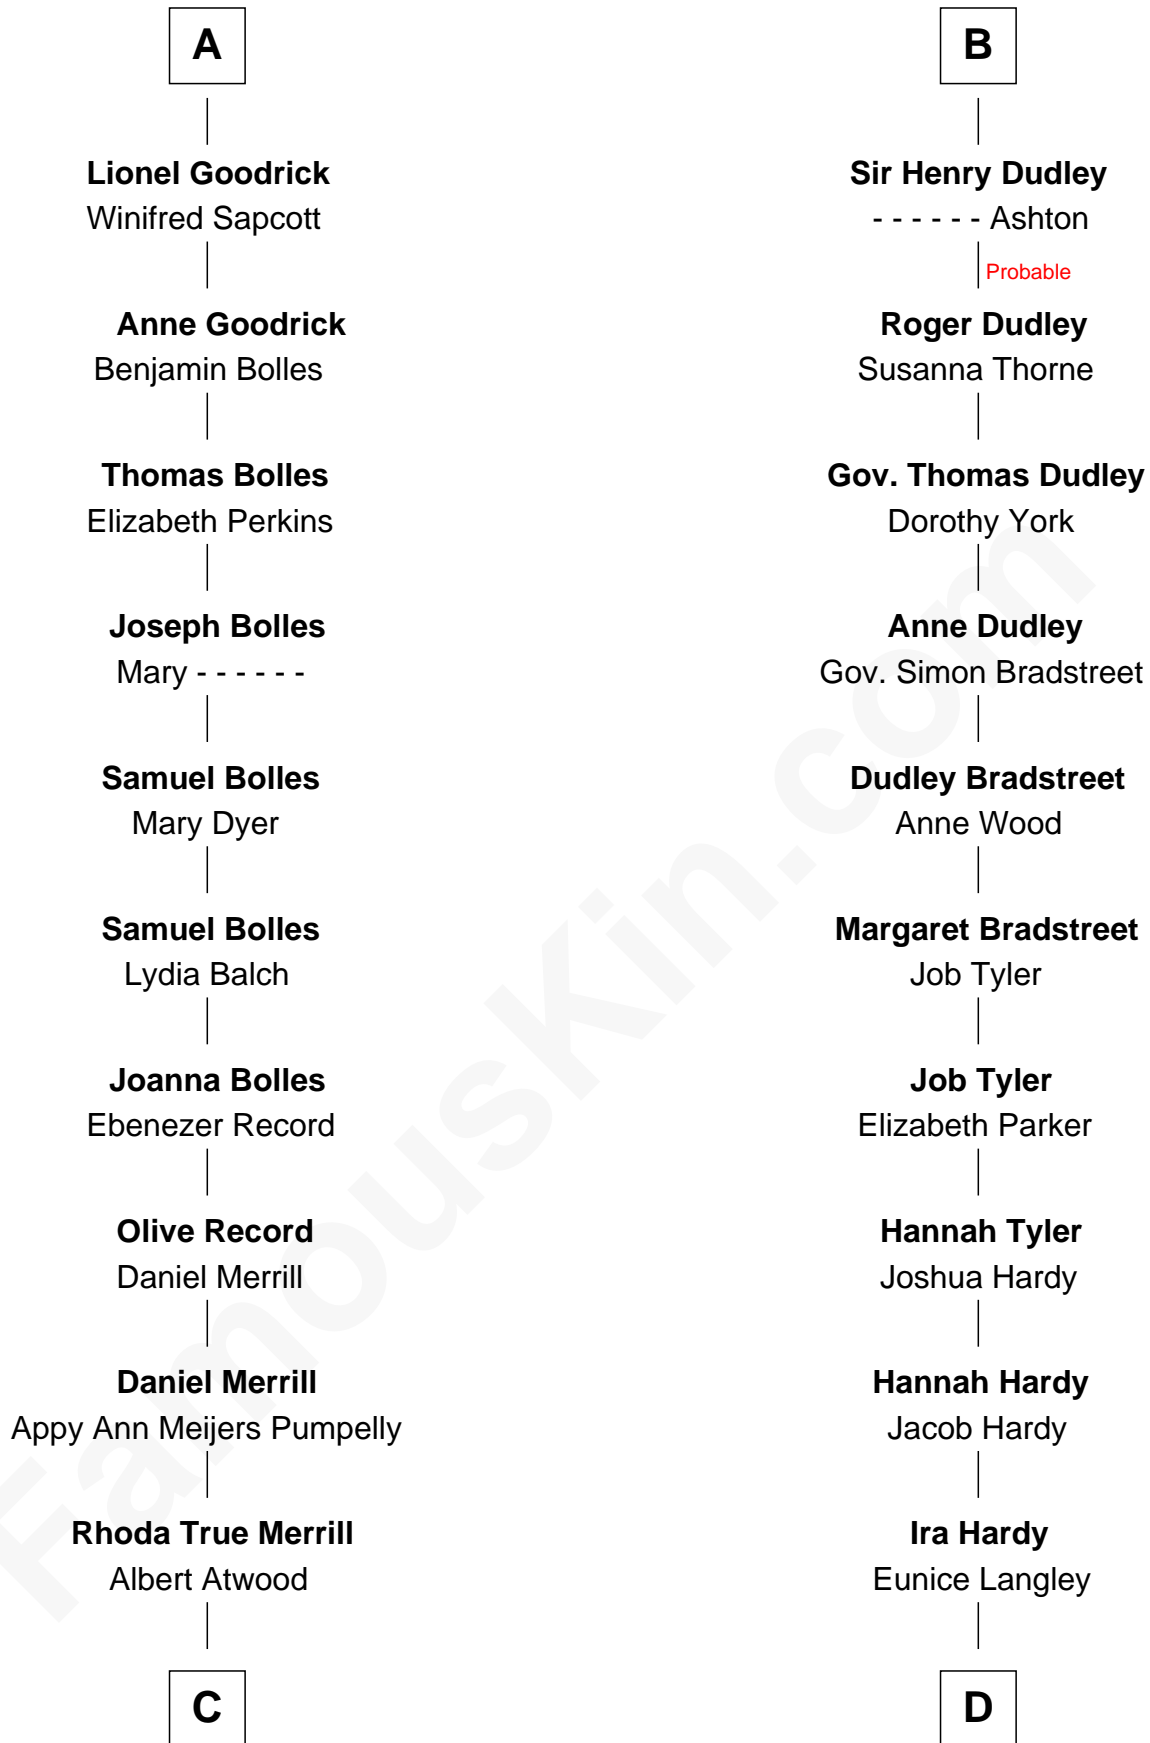 A
Lionel Goodrick
Winifred Sapcott
Anne Goodrick
Benjamin Bolles
Thomas Bolles
Elizabeth Perkins
Joseph Bolles
Mary - - - - - -
Samuel Bolles
Mary Dyer
Samuel Bolles
Lydia Balch
Joanna Bolles
Ebenezer Record
Olive Record
Daniel Merrill
Daniel Merrill
Appy Ann Meijers Pumpelly
Rhoda True Merrill
Albert Atwood
C
B
Sir Henry Dudley
- - - - - - Ashton
Probable
Roger Dudley
Susanna Thorne
Gov. Thomas Dudley
Dorothy York
Anne Dudley
Gov. Simon Bradstreet
Dudley Bradstreet
Anne Wood
Margaret Bradstreet
Job Tyler
Job Tyler
Elizabeth Parker
Hannah Tyler
Joshua Hardy
Hannah Hardy
Jacob Hardy
Ira Hardy
Eunice Langley
D
FamousKin.com